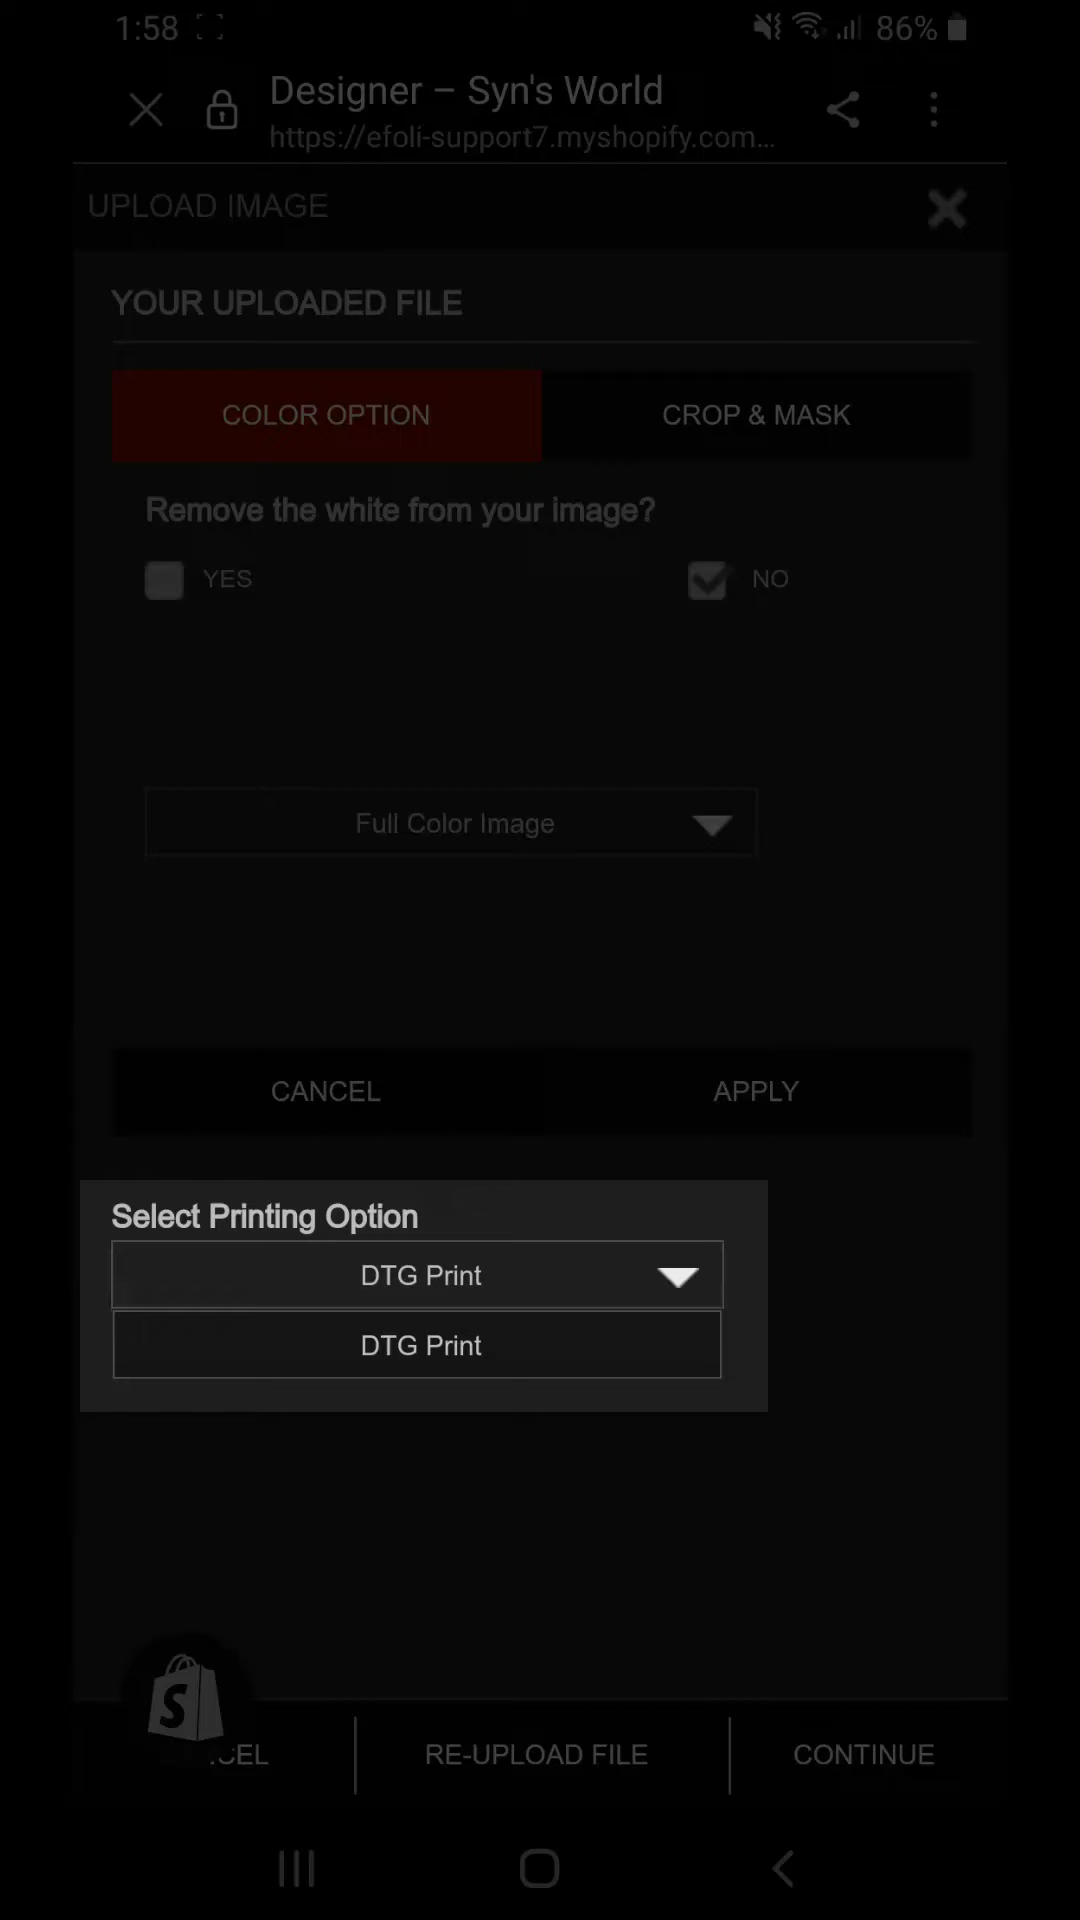 1:58
86%
Designer – Syn's World
https://efoli-support7.myshopify.com...
UPLOAD IMAGE
YOUR UPLOADED FILE
COLOR OPTION
CROP & MASK
Remove the white from your image?
YES
NO
Full Color Image
CANCEL
APPLY
Select Printing Option
DTG Print
DTG Print
S
CEL
RE-UPLOAD FILE
CONTINUE